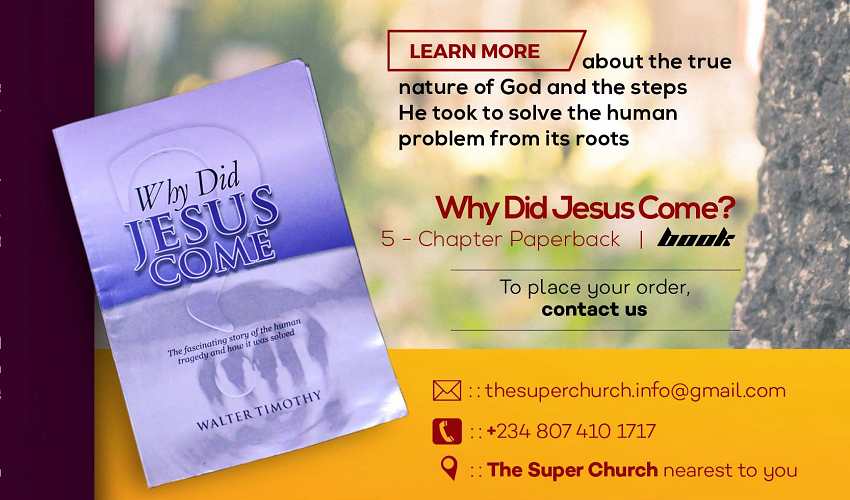 LEARN MORE about the true
nature of God and the steps
He took to solve the human
problem from its roots
Why Did Jesus Come?
5 - Chapter Paperback | book
To place your order,
contact us
::thesuperchurch.info@gmail.com
::+234 807 410 1717
::The Super Church nearest to you
Why Did
JESUS
COME
The fascinating story of the human
tragedy and how it was solved
WALTER TIMOTHY